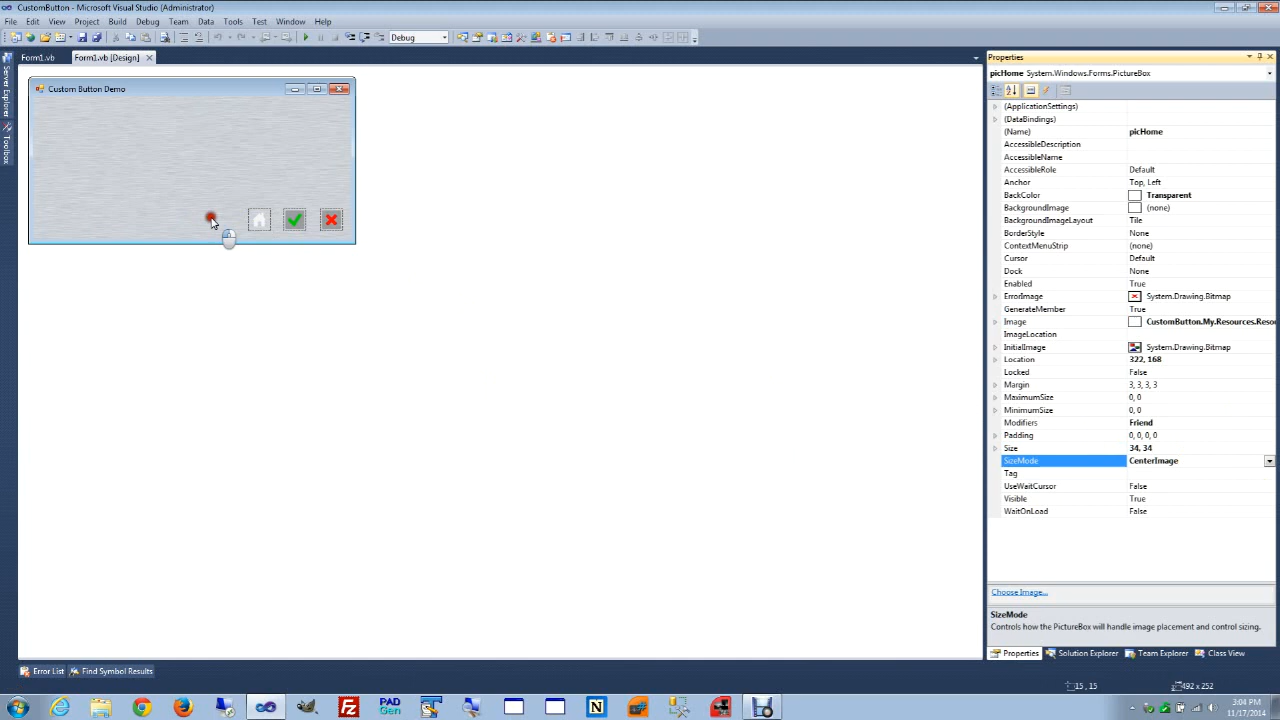 CustomButton - Microsoft Visual Studio (Administrator)
File Edit View Project Build Debug Team Data Tools Test Window Help
Debug
Form1.vb Form1.vb [Design]
Custom Button Demo
Server Explorer
Toolbox
Properties
picHome System.Windows.Forms.PictureBox
(ApplicationSettings)
(DataBindings)
(Name) picHome
AccessibleDescription
AccessibleName
AccessibleRole Default
Anchor Top, Left
BackColor Transparent
BackgroundImage (none)
BackgroundImageLayout Tile
BorderStyle None
ContextMenuStrip (none)
Cursor Default
Dock None
Enabled True
ErrorImage System.Drawing.Bitmap
GenerateMember True
Image CustomButton.My.Resources.Reso
ImageLocation
InitialImage System.Drawing.Bitmap
Location 322, 168
Locked False
Margin 3, 3, 3, 3
MaximumSize 0, 0
MinimumSize 0, 0
Modifiers Friend
Padding 0, 0, 0, 0
Size 34, 34
SizeMode CenterImage
Tag
UseWaitCursor False
Visible True
WaitOnLoad False
Choose Image...
SizeMode
Controls how the PictureBox will handle image placement and control sizing.
Properties Solution Explorer Team Explorer Class View
Error List Find Symbol Results
15 , 15 492 x 252
PAD
Gen
3:04 PM
11/17/2014